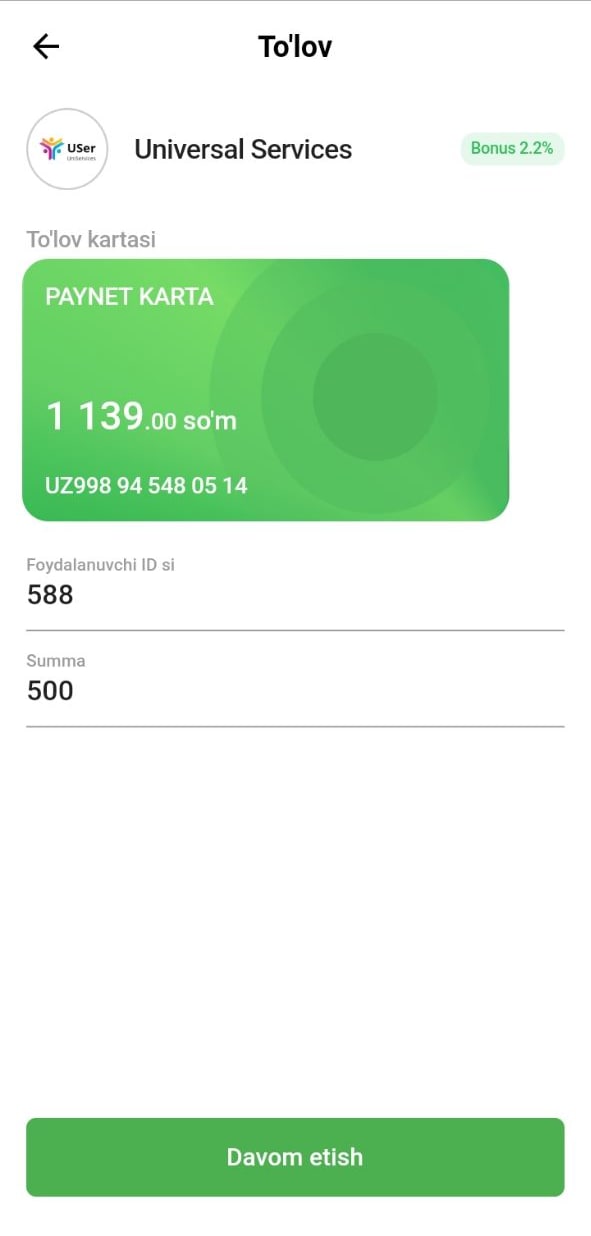 To'lov
USer
UniServices
Universal Services
Bonus 2.2%
To'lov kartasi
PAYNET KARTA
1 139.00 so'm
UZ998 94 548 05 14
Foydalanuvchi ID si
588
Summa
500
Davom etish